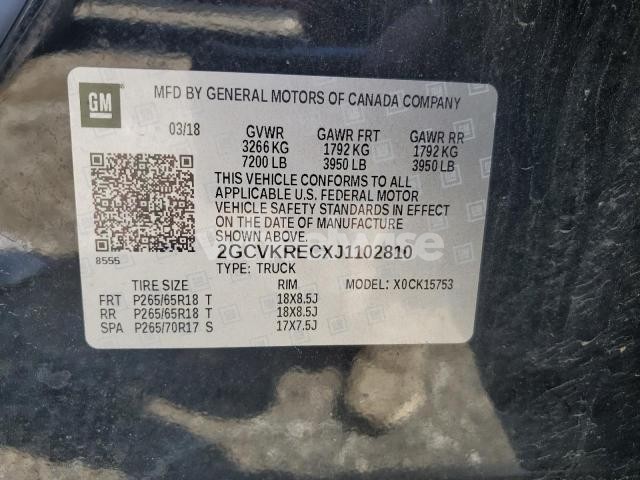 GM
MFD BY GENERAL MOTORS OF CANADA COMPANY
03/18 GVWR GAWR FRT GAWR RR
3266 KG 1792 KG 1792 KG
7200 LB 3950 LB 3950 LB
THIS VEHICLE CONFORMS TO ALL
APPLICABLE U.S. FEDERAL MOTOR
VEHICLE SAFETY STANDARDS IN EFFECT
ON THE DATE OF MANUFACTURE
SHOWN ABOVE.
8555
2GCVKRECXJ1102810
TYPE: TRUCK
TIRE SIZE RIM MODEL: X0CK15753
FRT P265/65R18 T 18X8.5J
RR P265/65R18 T 18X8.5J
SPA P265/70R17 S 17X7.5J